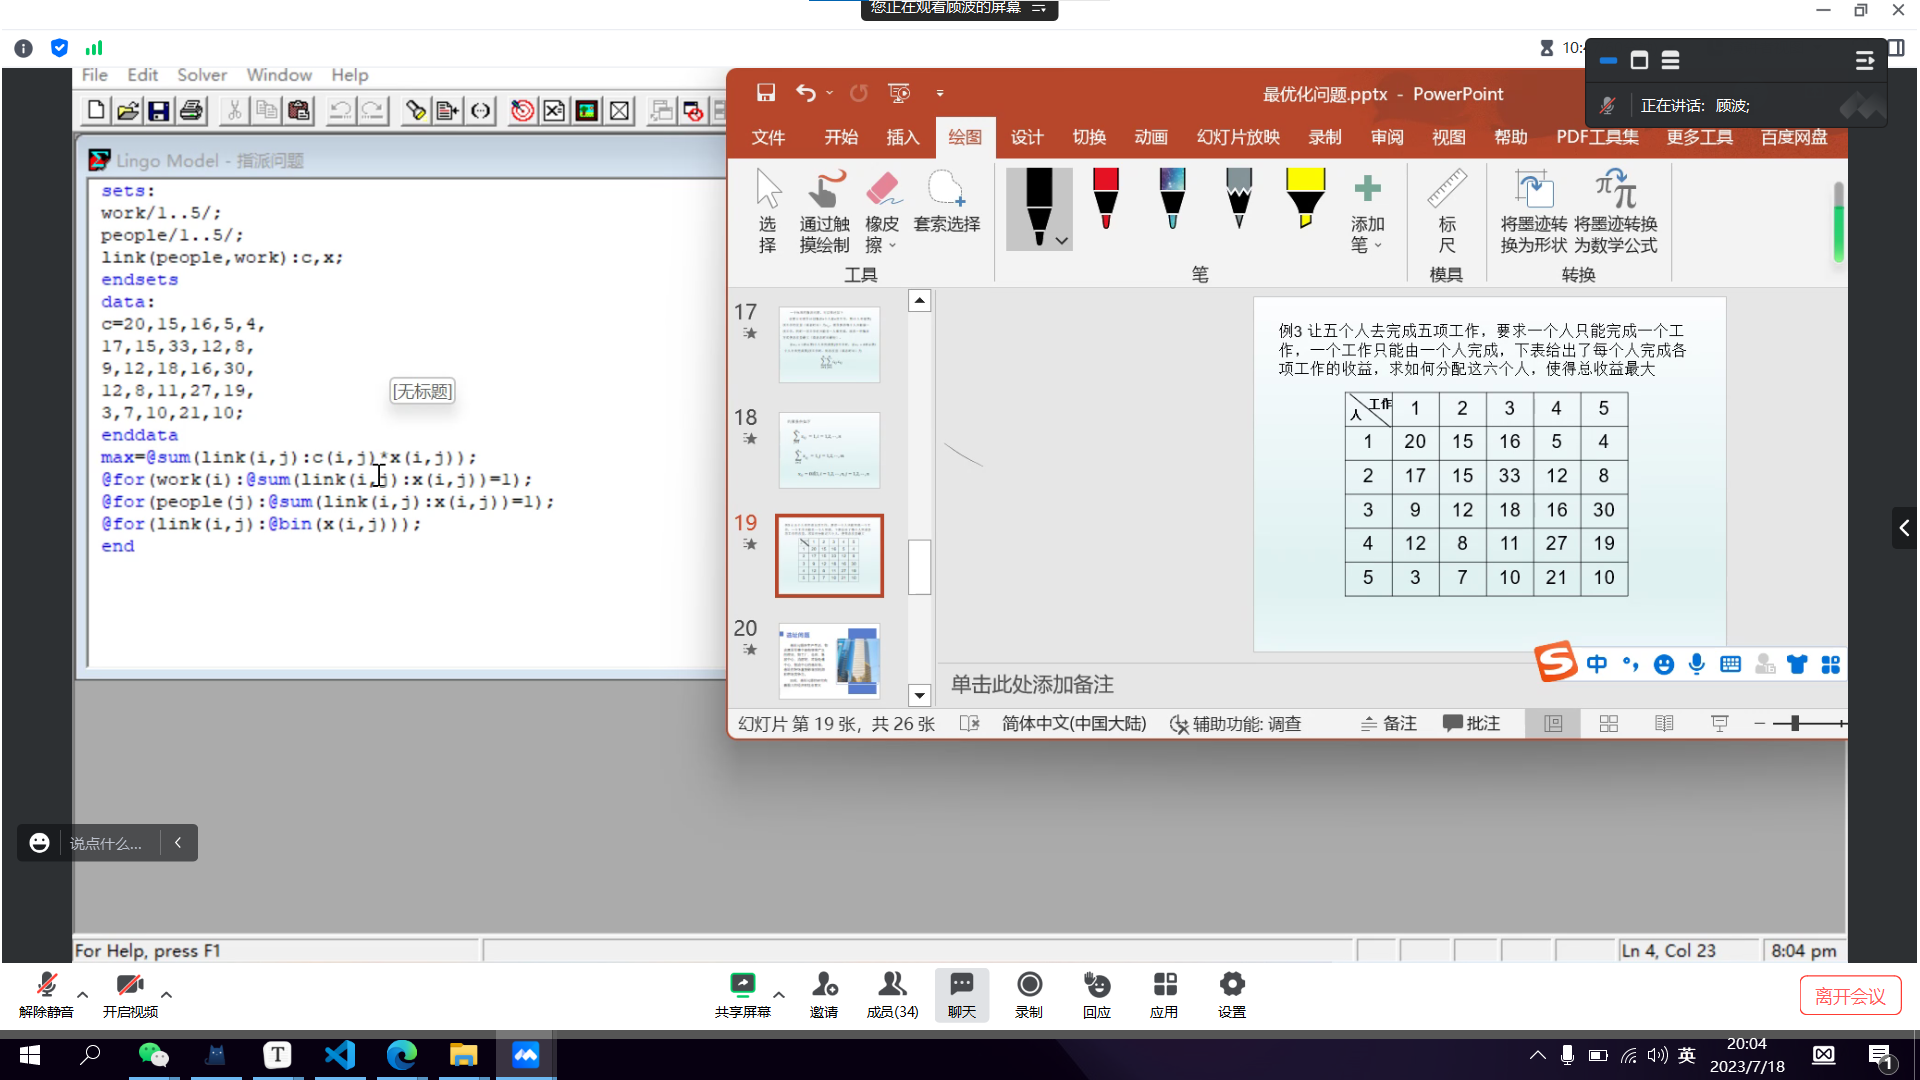 您正在观看顾波的屏幕
正在讲话: 顾波;
File Edit Solver Window Help
Lingo Model - 指派问题
sets:
work/1..5/;
people/1..5/;
link(people,work):c,x;
endsets
data:
c=20,15,16,5,4,
17,15,33,12,8,
9,12,18,16,30,
12,8,11,27,19,
3,7,10,21,10;
enddata
max=@sum(link(i,j):c(i,j)*x(i,j));
@for(work(i):@sum(link(i,j):x(i,j))=1);
@for(people(j):@sum(link(i,j):x(i,j))=1);
@for(link(i,j):@bin(x(i,j)));
end
[无标题]
最优化问题.pptx - PowerPoint
文件 开始 插入 绘图 设计 切换 动画 幻灯片放映 录制 审阅 视图 帮助 PDF工具集 更多工具 百度网盘
选择 通过触摸绘制 橡皮擦 套索选择 添加笔 标尺 将墨迹转换为形状 将墨迹转换为数学公式
工具 笔 模具 转换
17
18
19
20
例3 让五个人去完成五项工作，要求一个人只能完成一个工
作，一个工作只能由一个人完成，下表给出了每个人完成各
项工作的收益，求如何分配这六个人，使得总收益最大
工作 人 1 2 3 4 5
1 20 15 16 5 4
2 17 15 33 12 8
3 9 12 18 16 30
4 12 8 11 27 19
5 3 7 10 21 10
中
单击此处添加备注
幻灯片 第 19 张，共 26 张 简体中文(中国大陆) 辅助功能: 调查 备注 批注
说点什么...
For Help, press F1 Ln 4, Col 23 8:04 pm
解除静音 开启视频 共享屏幕 邀请 成员(34) 聊天 录制 回应 应用 设置 离开会议
英 20:04
2023/7/18
1